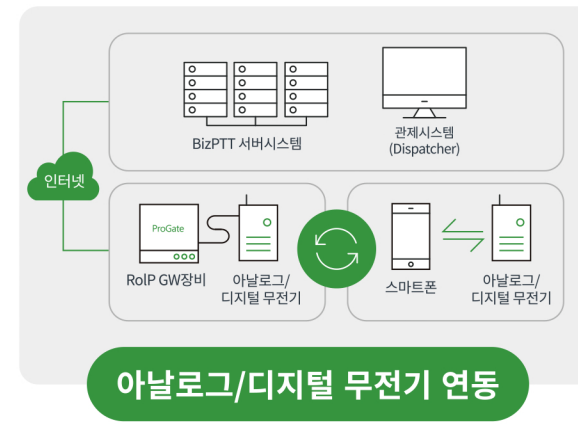 BizPTT 서버시스템
관제시스템
(Dispatcher)
인터넷
ProGate
RoIP GW장비
아날로그/
디지털 무전기
스마트폰
아날로그/
디지털 무전기
아날로그/디지털 무전기 연동